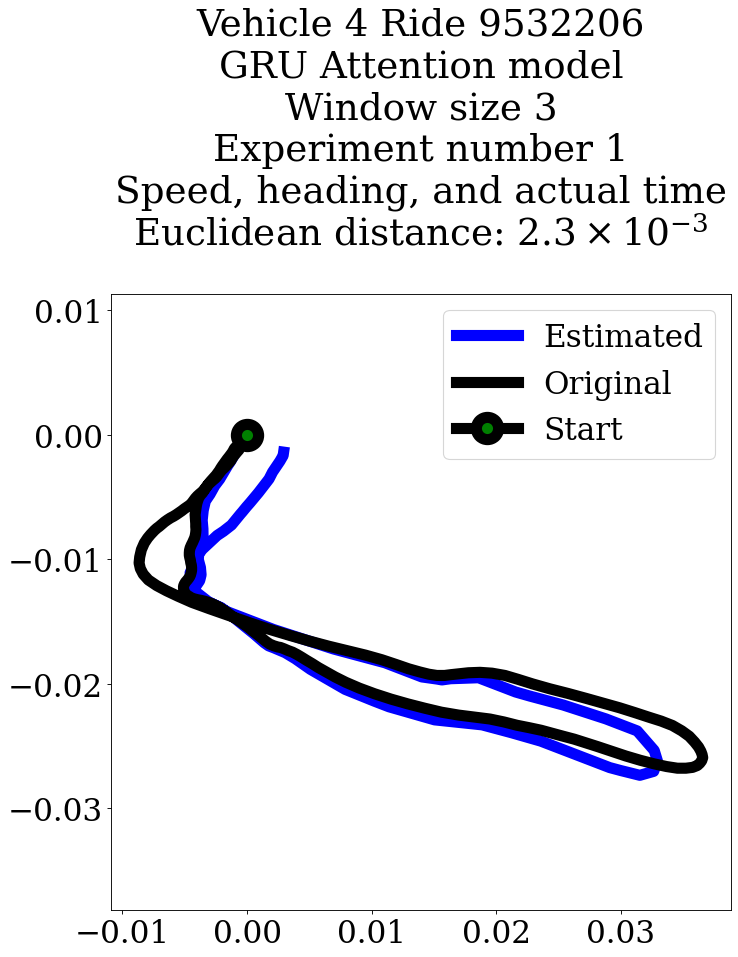 Vehicle 4 Ride 9532206
GRU Attention model
Window size 3
Experiment number 1
Speed, heading, and actual time
Euclidean distance: 2.3 × 10⁻³
0.01
0.00
−0.01
−0.02
−0.03
Estimated
Original
Start
−0.01 0.00 0.01 0.02 0.03